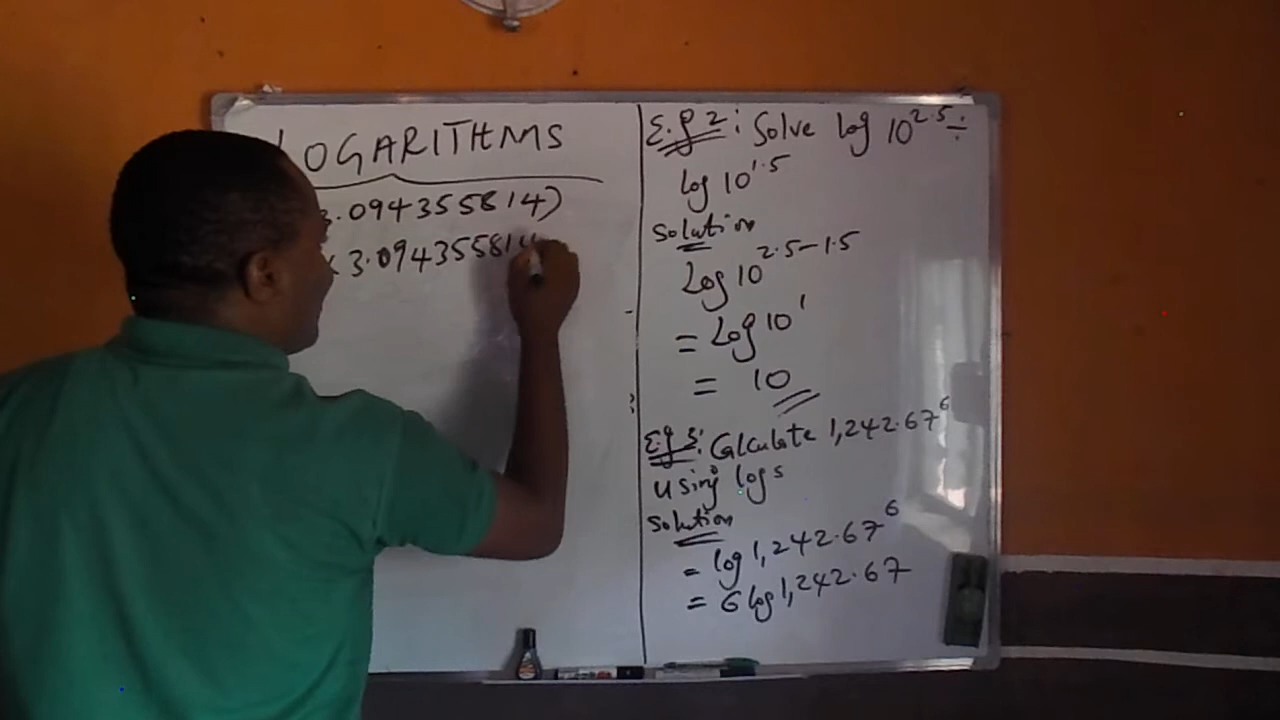 LOGARITHMS
3.094355814)
x 3.094355814
E.g 2: Solve log 10^2.5 ÷
log 10^1.5
Solution
Log 10^2.5-1.5
= Log 10^1
= 10
E.g 3: Calculate 1,242.67^6
using logs
Solution
= log 1,242.67^6
= 6 log 1,242.67